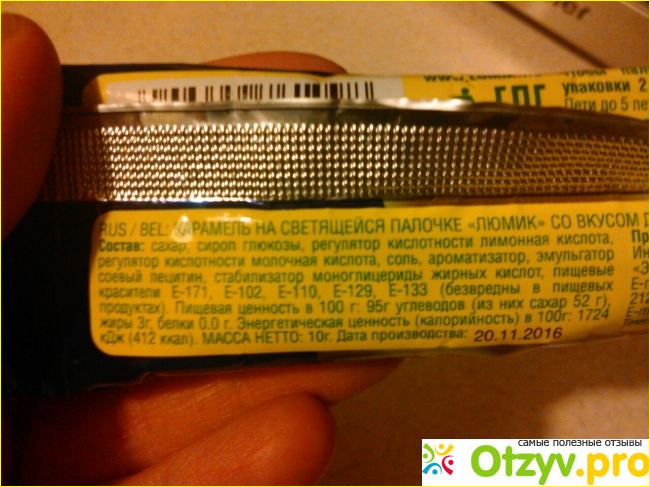 упаковки 2
Пети до 5 ле
RUS / BEL: КАРАМЕЛЬ НА СВЕТЯЩЕЙСЯ ПАЛОЧКЕ «ЛЮМИК» СО ВКУСОМ
Состав: сахар, сироп глюкозы, регулятор кислотности лимонная кислота,
регулятор кислотности молочная кислота, соль, ароматизатор, эмульгатор
соевый лецитин, стабилизатор моноглицериды жирных кислот, пищевые
красители Е-171, Е-102, Е-110, Е-129, Е-133 (безвредны в пищевых
продуктах). Пищевая ценность в 100 г: 95г углеводов (из них сахар 52 г),
жиры 3г, белки 0.0 г. Энергетическая ценность (калорийность) в 100г: 1724
кДж (412 ккал). МАССА НЕТТО: 10г. Дата производства: 20.11.2016
самые полезные отзывы
Otzyv.pro